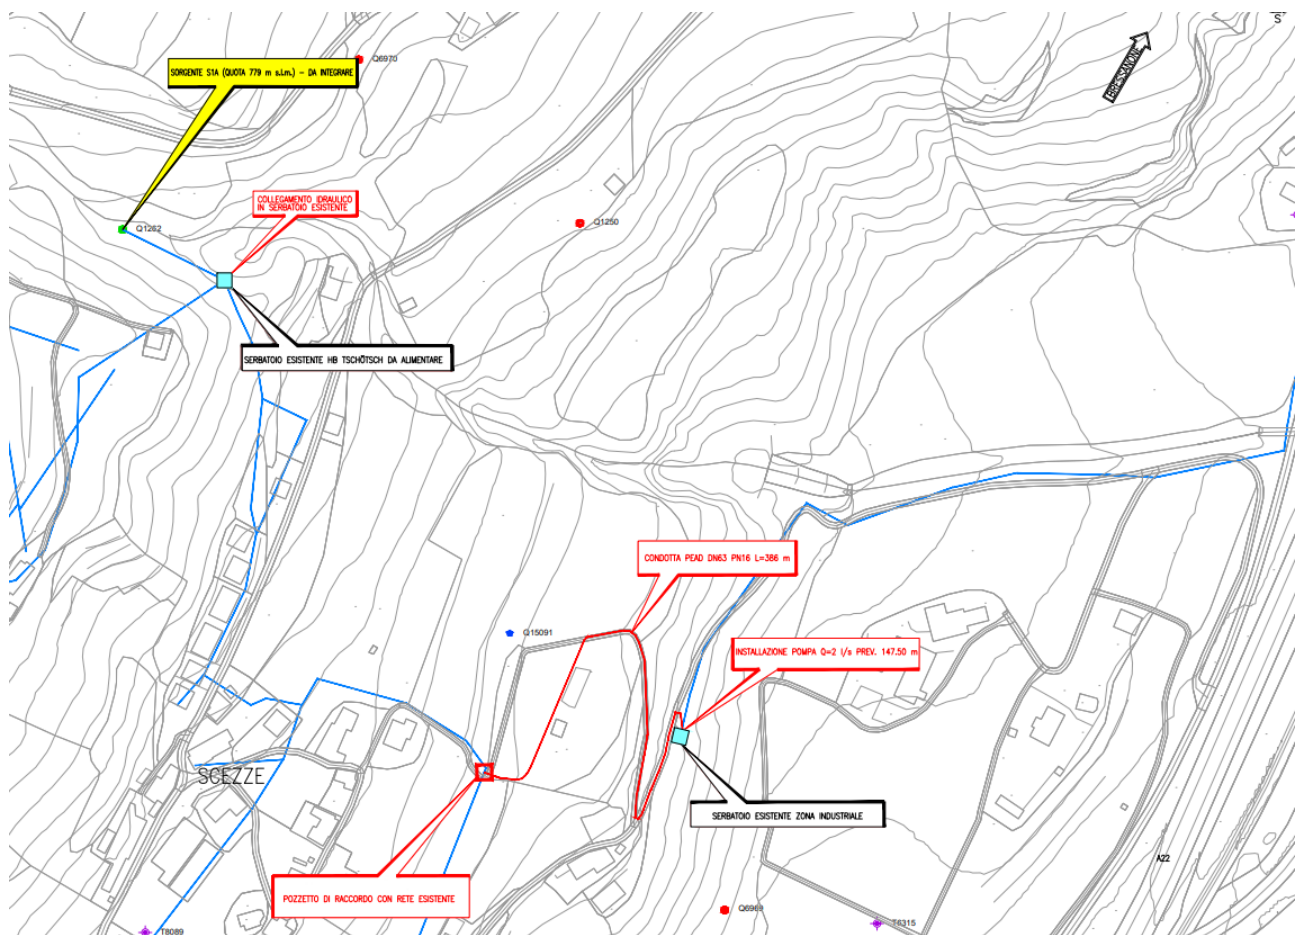 S
BRESSANONE
Q6970
SORGENTE S1A (QUOTA 779 m s.l.m.) - DA INTEGRARE
COLLEGAMENTO IDRAULICO
IN SERBATOIO ESISTENTE
Q1262
Q1250
SERBATOIO ESISTENTE HB TSCHÖTSCH DA ALIMENTARE
CONDOTTA PEAD DN63 PN16 L=386 m
Q15091
INSTALLAZIONE POMPA Q=2 l/s PREV. 147.50 m
SCEZZE
SERBATOIO ESISTENTE ZONA INDUSTRIALE
A22
POZZETTO DI RACCORDO CON RETE ESISTENTE
Q6969
T6315
T8089